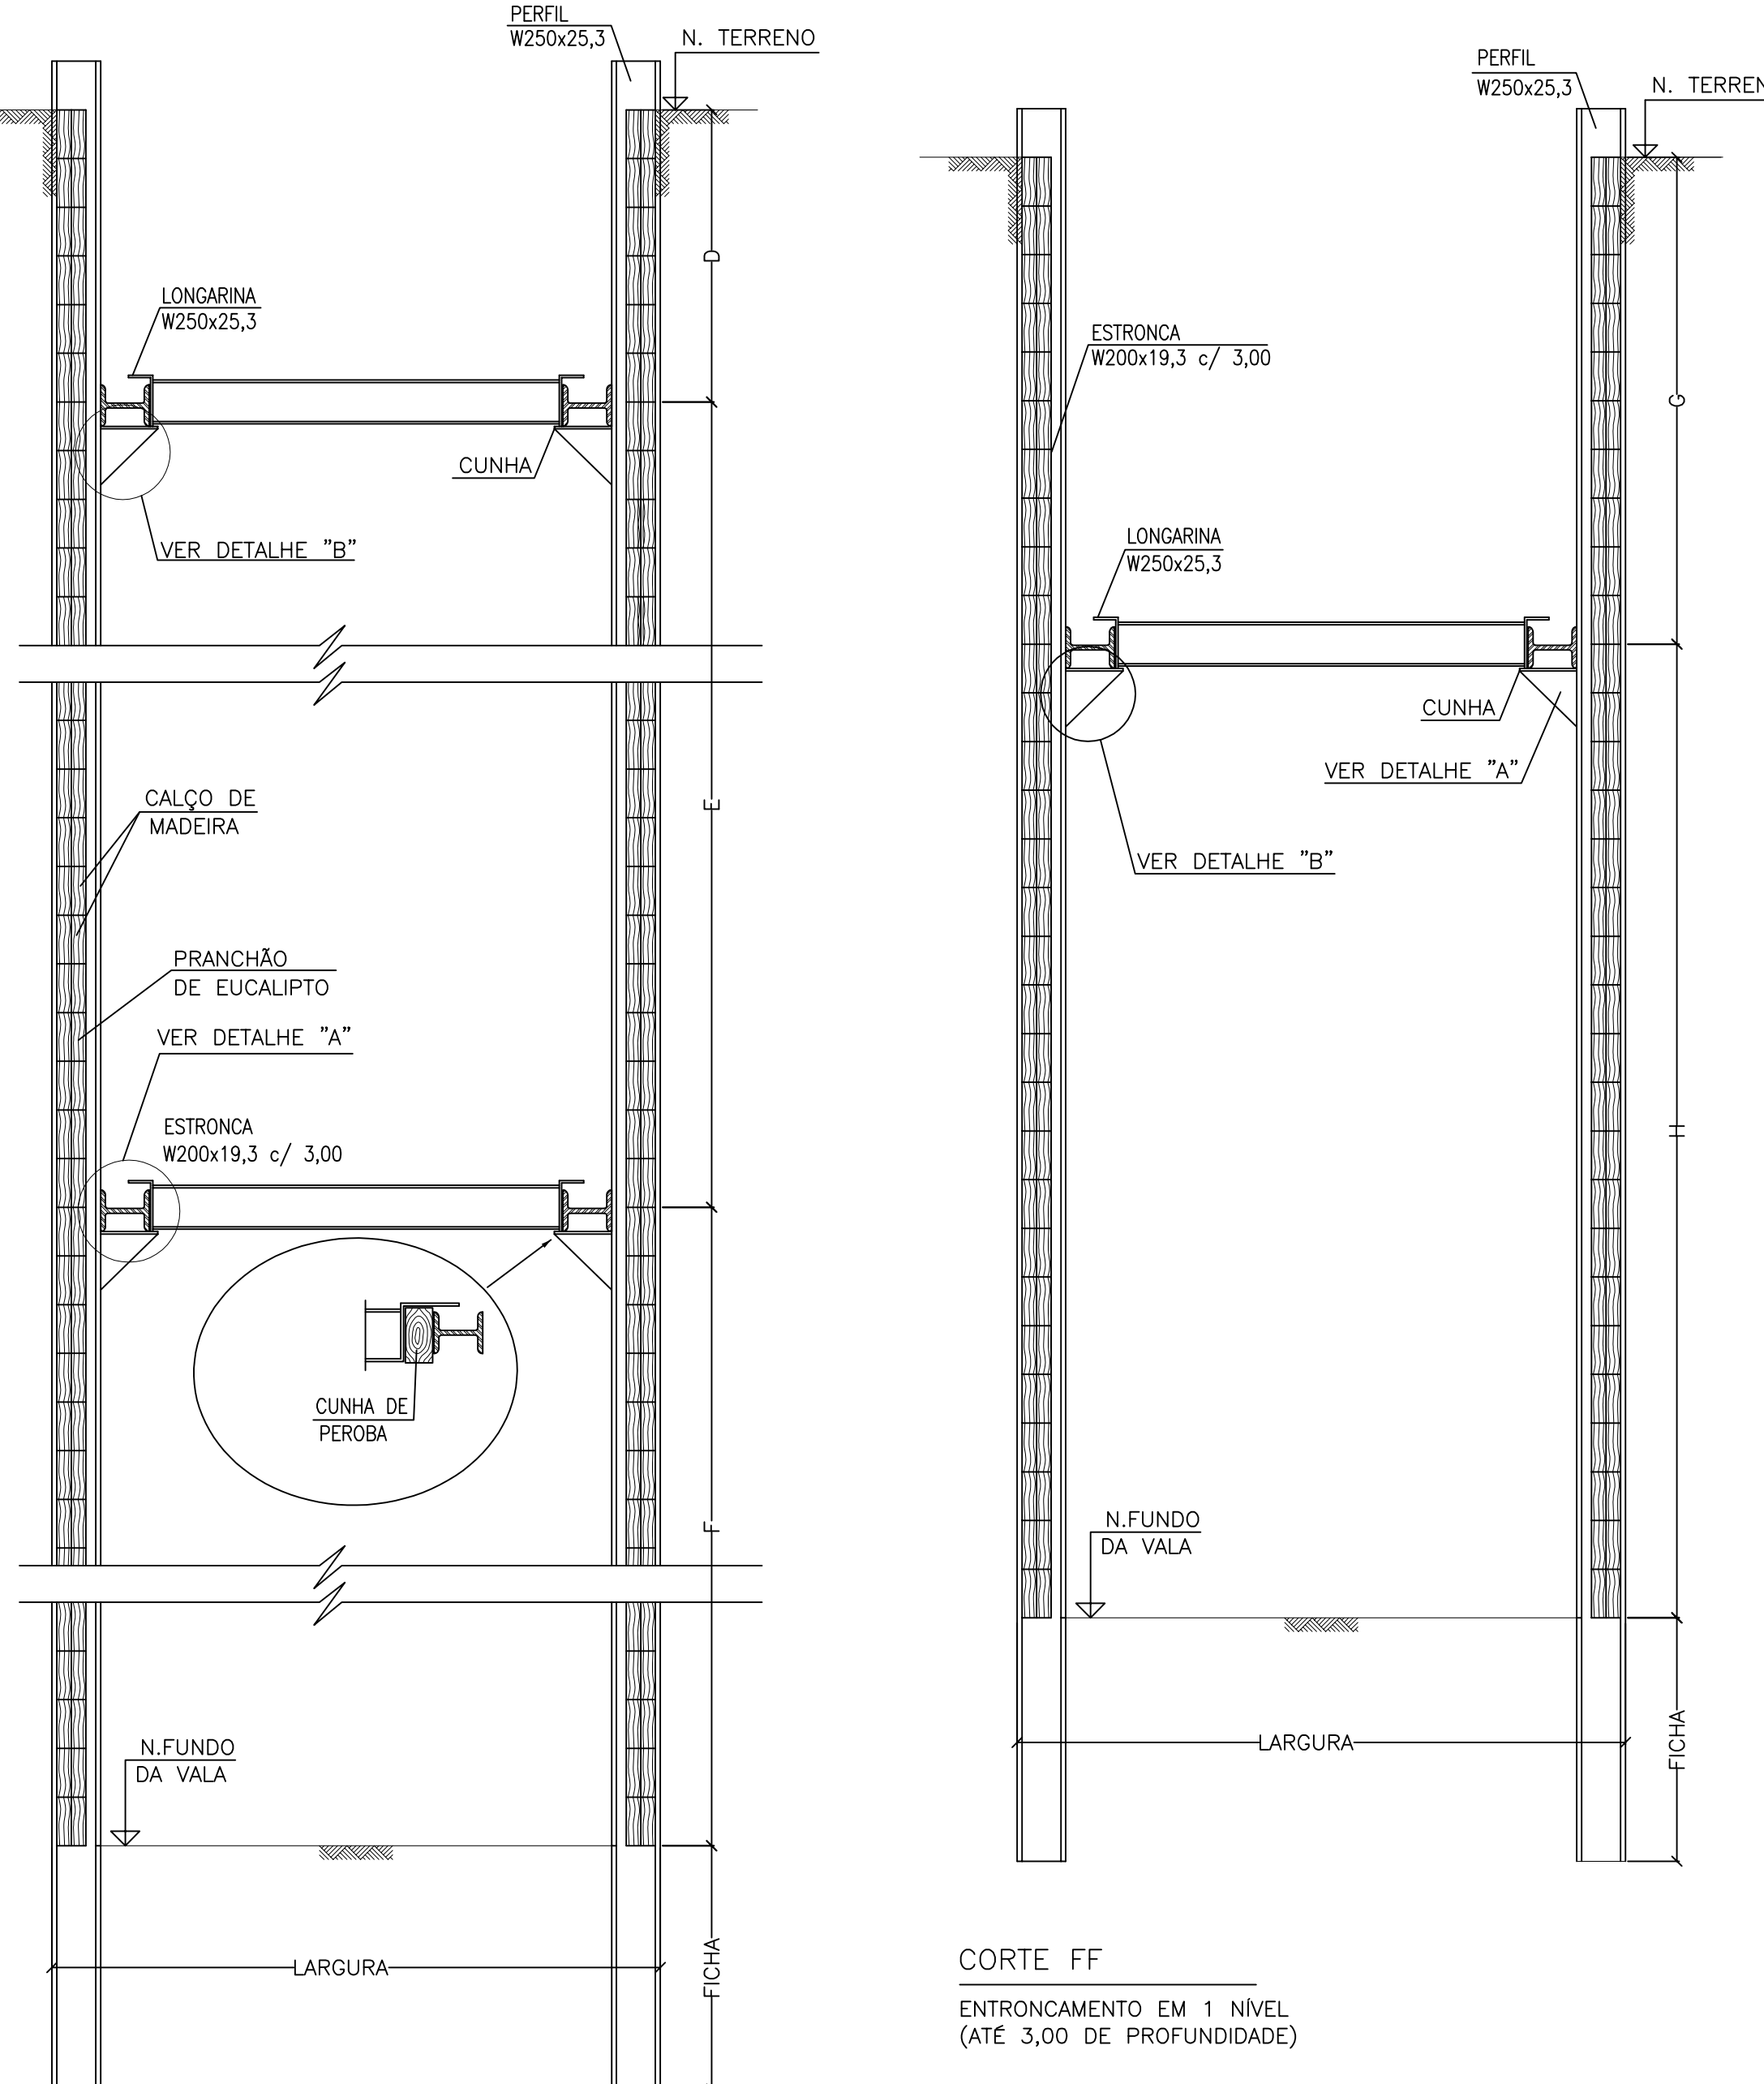 PERFIL
W250x25,3
N. TERRENO
D
LONGARINA
W250x25,3
CUNHA
VER DETALHE "B"
E
CALÇO DE
MADEIRA
PRANCHÃO
DE EUCALIPTO
VER DETALHE "A"
ESTRONCA
W200x19,3 c/ 3,00
CUNHA DE
PEROBA
F
N.FUNDO
DA VALA
LARGURA
FICHA
PERFIL
W250x25,3
N. TERREN
ESTRONCA
W200x19,3 c/ 3,00
G
LONGARINA
W250x25,3
CUNHA
VER DETALHE "A"
VER DETALHE "B"
H
N.FUNDO
DA VALA
LARGURA
FICHA
CORTE FF
ENTRONCAMENTO EM 1 NÍVEL
(ATÉ 3,00 DE PROFUNDIDADE)